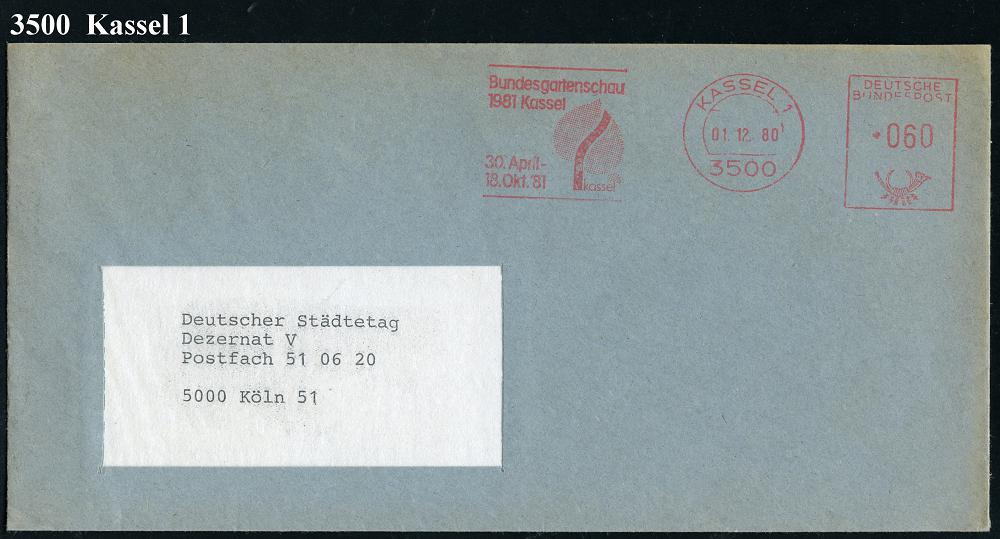 3500 Kassel 1
Bundesgartenschau
1981 Kassel
30. April-
18. Okt. '81
kassel
KASSEL 1
01. 12. 80
3500
DEUTSCHE
BUNDESPOST
060
Deutscher Städtetag
Dezernat V
Postfach 51 06 20
5000 Köln 51